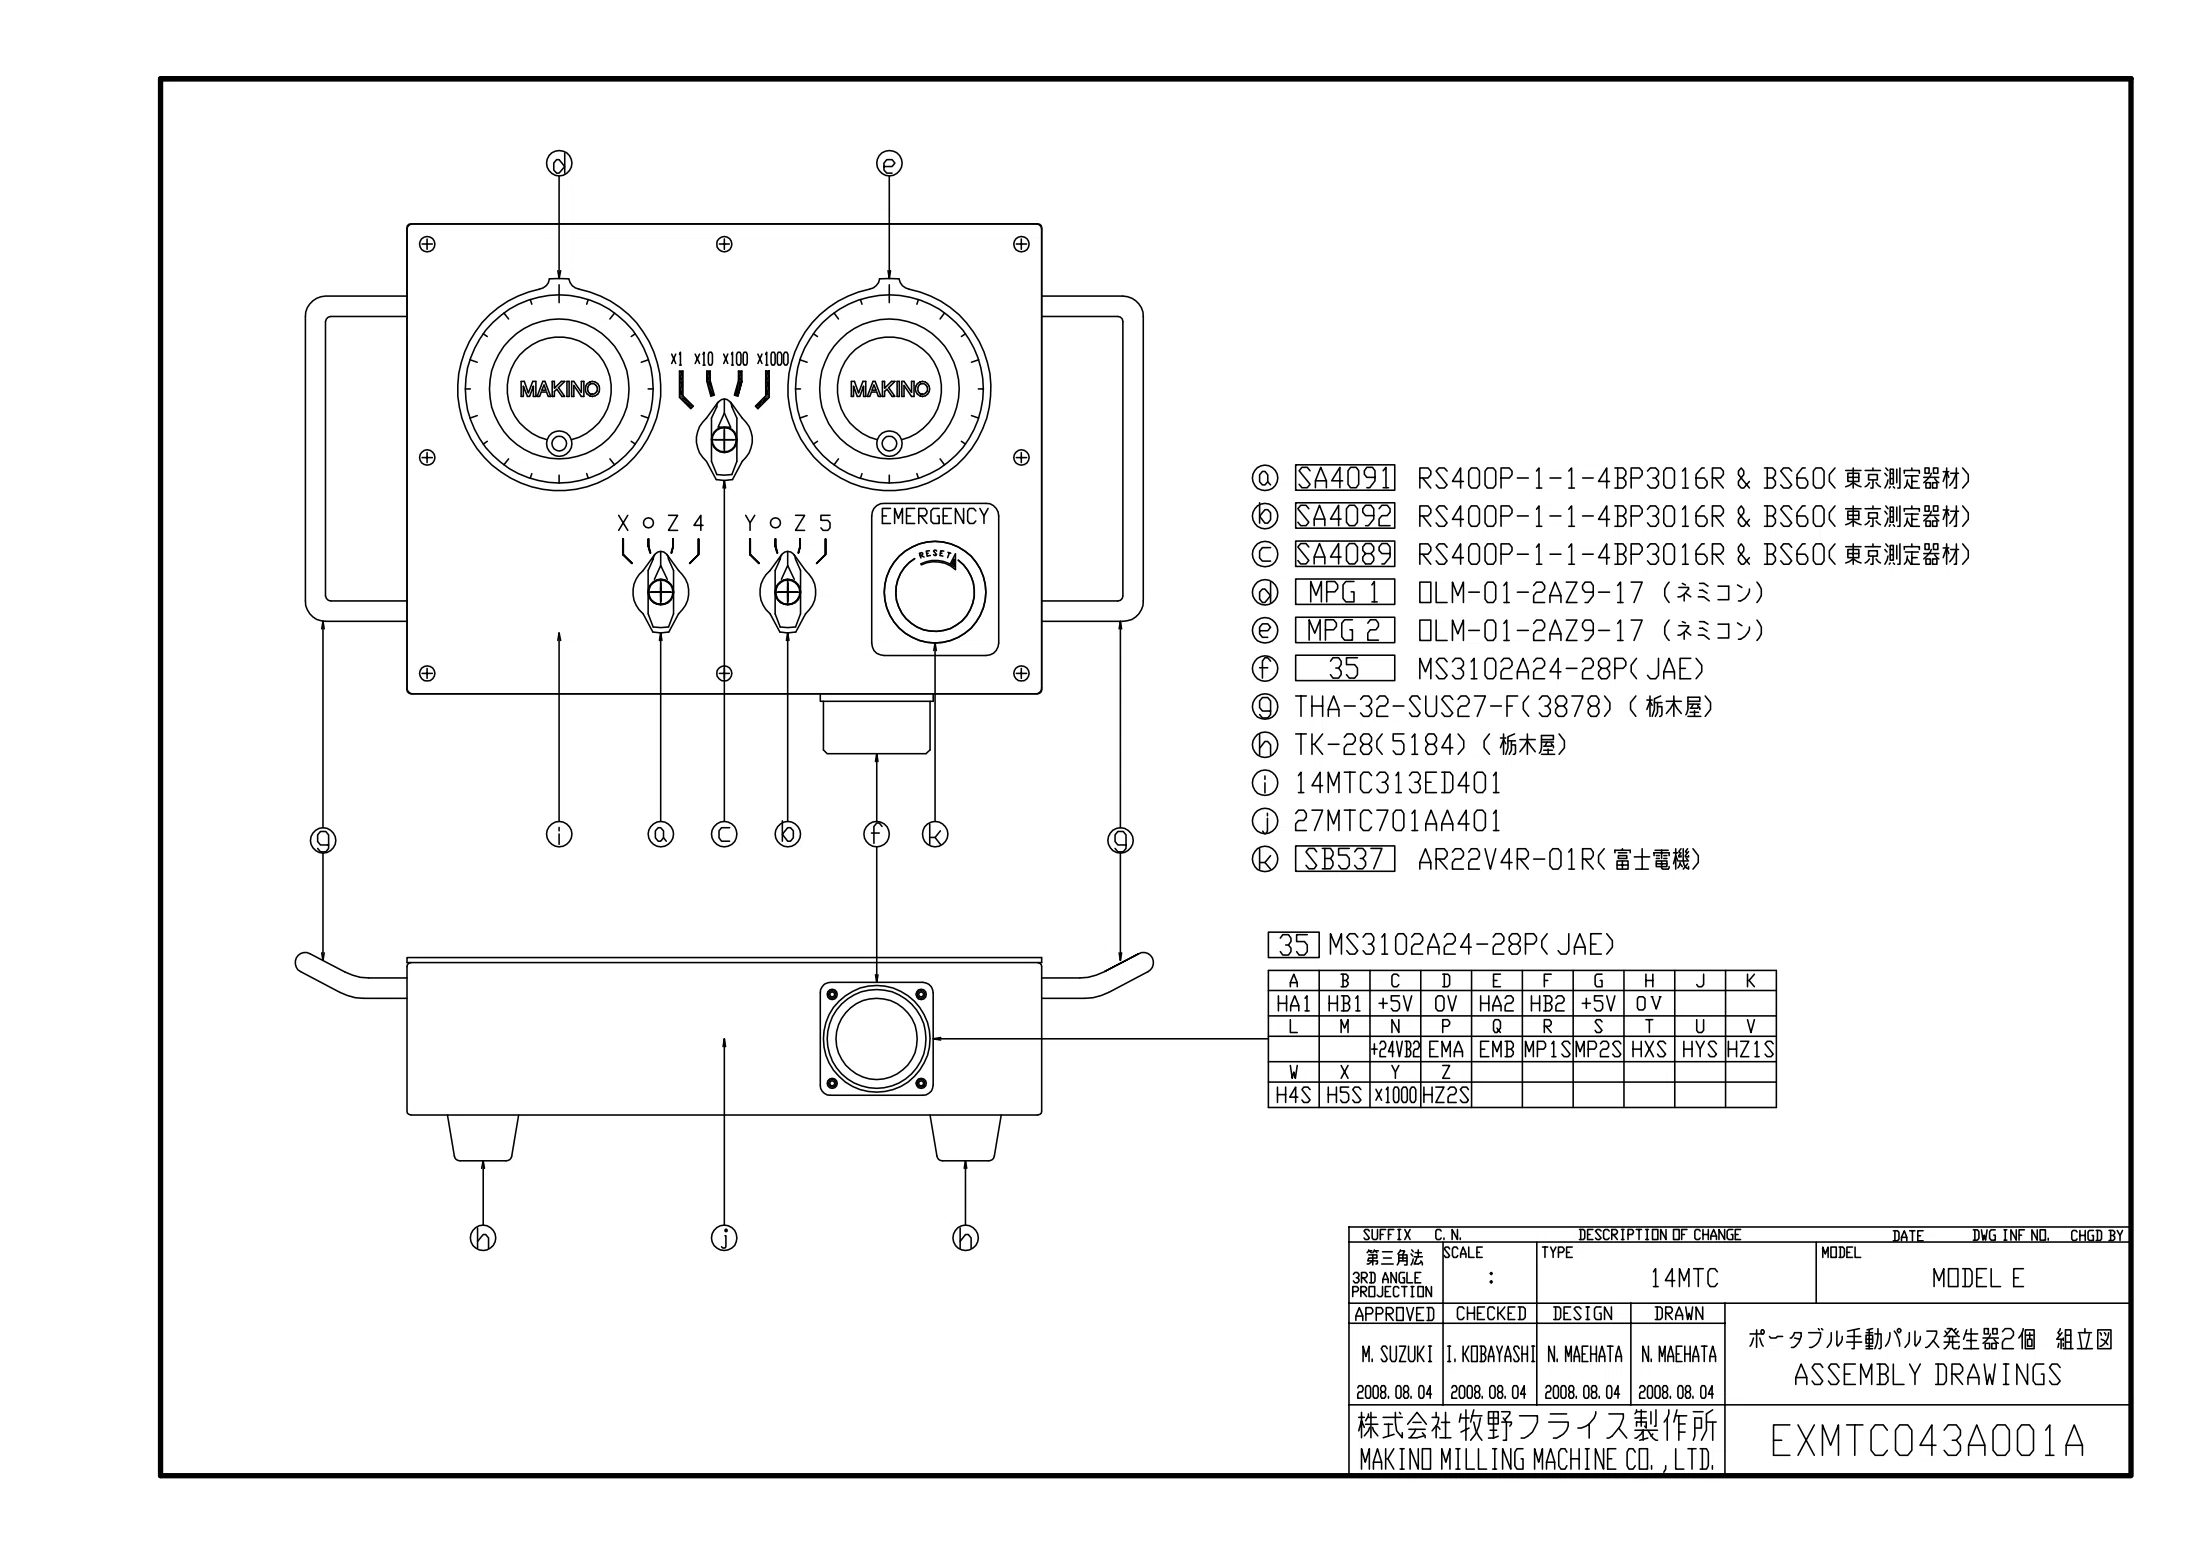 d e
x1 x10 x100 x1000
MAKINO MAKINO
X o Z 4 Y o Z 5
EMERGENCY
RESET
g i a c b f k g
h j h
a SA4091 RS400P-1-1-4BP3016R & BS60(東京測定器材)
b SA4092 RS400P-1-1-4BP3016R & BS60(東京測定器材)
c SA4089 RS400P-1-1-4BP3016R & BS60(東京測定器材)
d MPG 1 OLM-01-2AZ9-17 (ネミコン)
e MPG 2 OLM-01-2AZ9-17 (ネミコン)
f 35 MS3102A24-28P(JAE)
g THA-32-SUS27-F(3878) (栃木屋)
h TK-28(5184) (栃木屋)
i 14MTC313ED401
j 27MTC701AA401
k SB537 AR22V4R-01R(富士電機)
35 MS3102A24-28P(JAE)
A B C D E F G H J K
HA1 HB1 +5V 0V HA2 HB2 +5V 0V
L M N P Q R S T U V
+24VB2 EMA EMB MP1S MP2S HXS HYS HZ1S
W X Y Z
H4S H5S x1000 HZ2S
SUFFIX C.N. DESCRIPTION OF CHANGE DATE DWG INF NO. CHGD BY
第三角法
3RD ANGLE
PROJECTION
SCALE
:
TYPE
14MTC
MODEL
MODEL E
APPROVED CHECKED DESIGN DRAWN
M. SUZUKI I. KOBAYASHI N. MAEHATA N. MAEHATA
2008.08.04 2008.08.04 2008.08.04 2008.08.04
ポータブル手動パルス発生器2個 組立図
ASSEMBLY DRAWINGS
株式会社牧野フライス製作所
MAKINO MILLING MACHINE CO.,LTD.
EXMTC043A001A